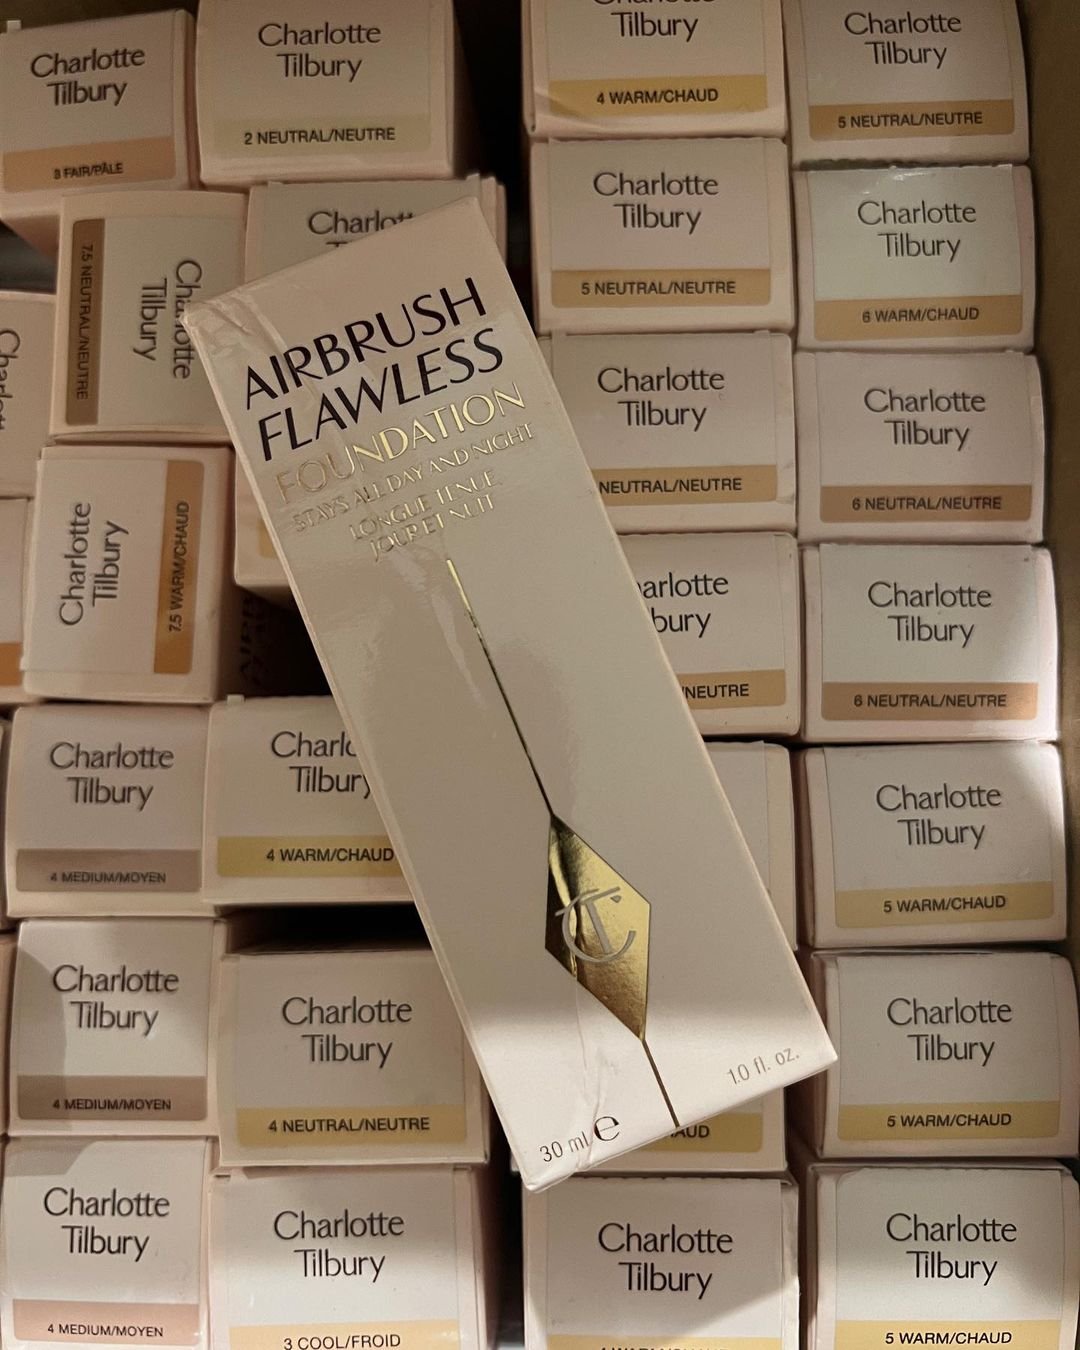 Charlotte
Tilbury
3 FAIR/PÂLE
Charlotte
Tilbury
2 NEUTRAL/NEUTRE
Tilbury
4 WARM/CHAUD
Charlotte
Tilbury
5 NEUTRAL/NEUTRE
Charlotte
Tilbury
7.5 NEUTRAL/NEUTRE
Charlotte
Tilbury
5 NEUTRAL/NEUTRE
Charlotte
Tilbury
6 WARM/CHAUD
AIRBRUSH
FLAWLESS
FOUNDATION
STAYS ALL DAY AND NIGHT
LONGUE TENUE,
JOUR ET NUIT
30 ml e
1.0 fl. oz.
Charlotte
Tilbury
NEUTRAL/NEUTRE
Charlotte
Tilbury
6 NEUTRAL/NEUTRE
Charlotte
Tilbury
7.5 WARM/CHAUD
/NEUTRE
Charlotte
Tilbury
6 NEUTRAL/NEUTRE
Charlotte
Tilbury
4 MEDIUM/MOYEN
4 WARM/CHAUD
Charlotte
Tilbury
5 WARM/CHAUD
Charlotte
Tilbury
4 MEDIUM/MOYEN
Charlotte
Tilbury
4 NEUTRAL/NEUTRE
Charlotte
Tilbury
5 WARM/CHAUD
Charlotte
Tilbury
4 MEDIUM/MOYEN
Charlotte
Tilbury
3 COOL/FROID
Charlotte
Tilbury
Charlotte
Tilbury
5 WARM/CHAUD